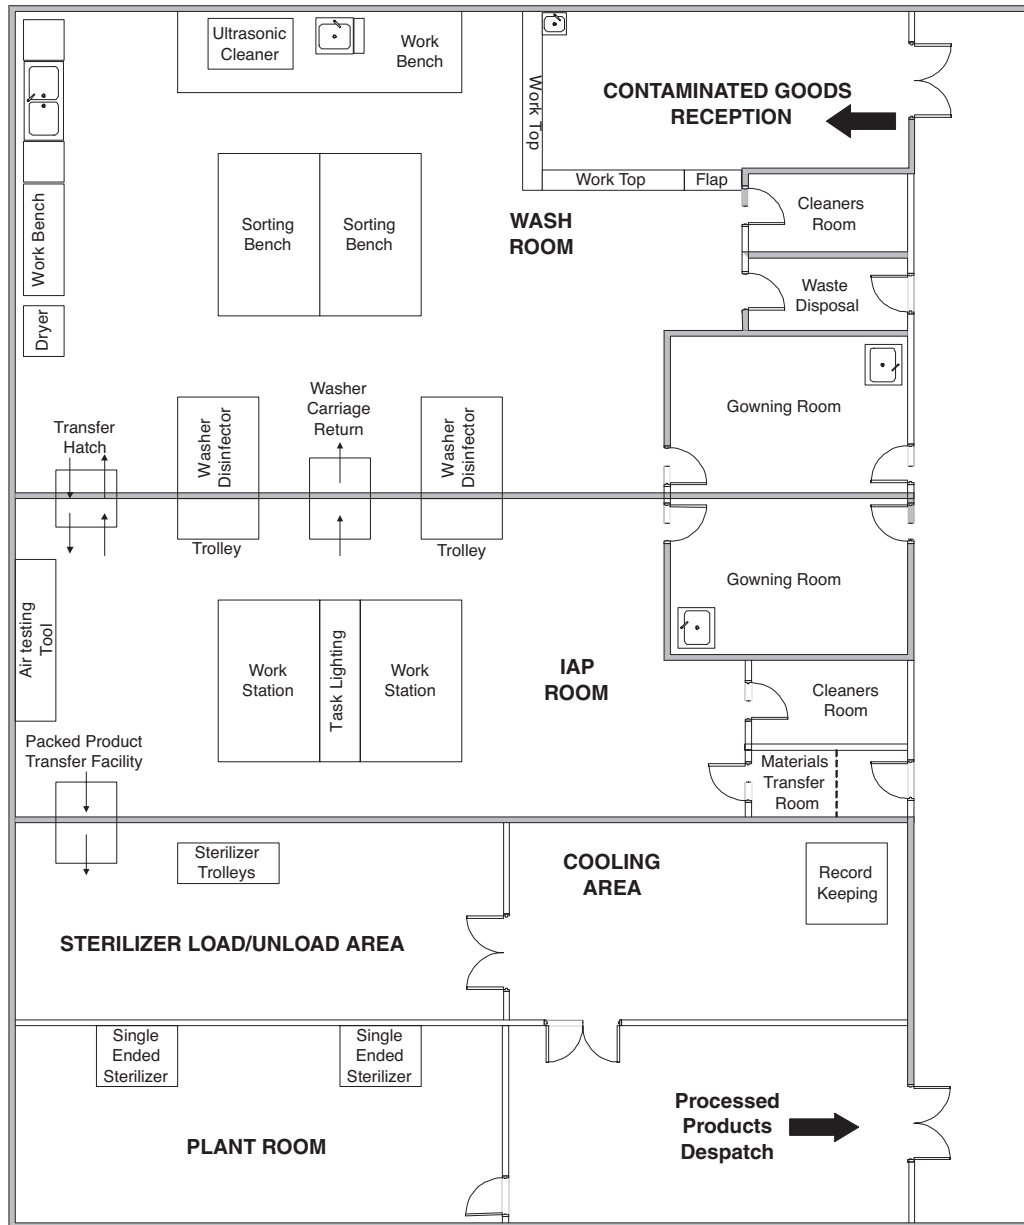 Ultrasonic
Cleaner
Work
Bench
Work Top
CONTAMINATED GOODS
RECEPTION
Work Top
Flap
Cleaners
Room
Work Bench
Sorting
Bench
Sorting
Bench
WASH
ROOM
Waste
Disposal
Dryer
Gowning Room
Transfer
Hatch
Washer
Disinfector
Washer
Carriage
Return
Washer
Disinfector
Trolley
Trolley
Gowning Room
Air testing
Tool
Work
Station
Task Lighting
Work
Station
IAP
ROOM
Cleaners
Room
Packed Product
Transfer Facility
Materials
Transfer
Room
Sterilizer
Trolleys
COOLING
AREA
Record
Keeping
STERILIZER LOAD/UNLOAD AREA
Single
Ended
Sterilizer
Single
Ended
Sterilizer
PLANT ROOM
Processed
Products
Despatch